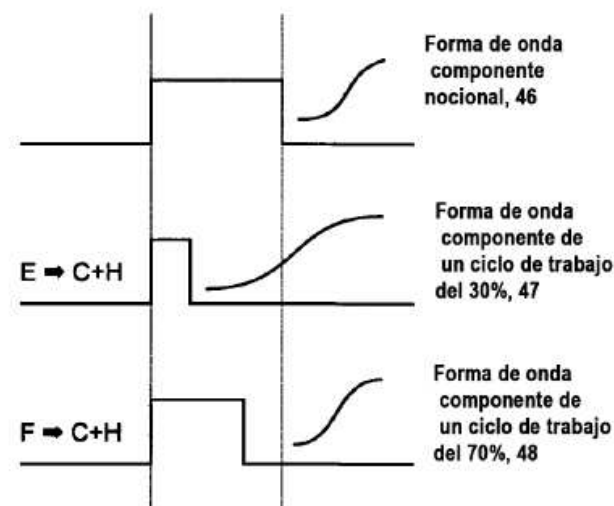 Forma de onda
componente
nocional, 46
E ➡ C+H
Forma de onda
componente de
un ciclo de trabajo
del 30%, 47
F ➡ C+H
Forma de onda
componente de
un ciclo de trabajo
del 70%, 48